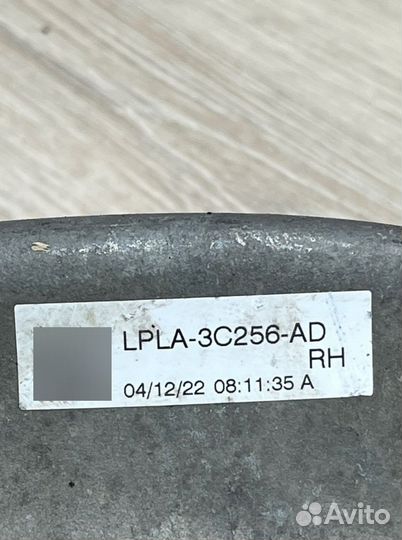 LPLA-3C256-AD
RH
04/12/22 08:11:35 A
Avito